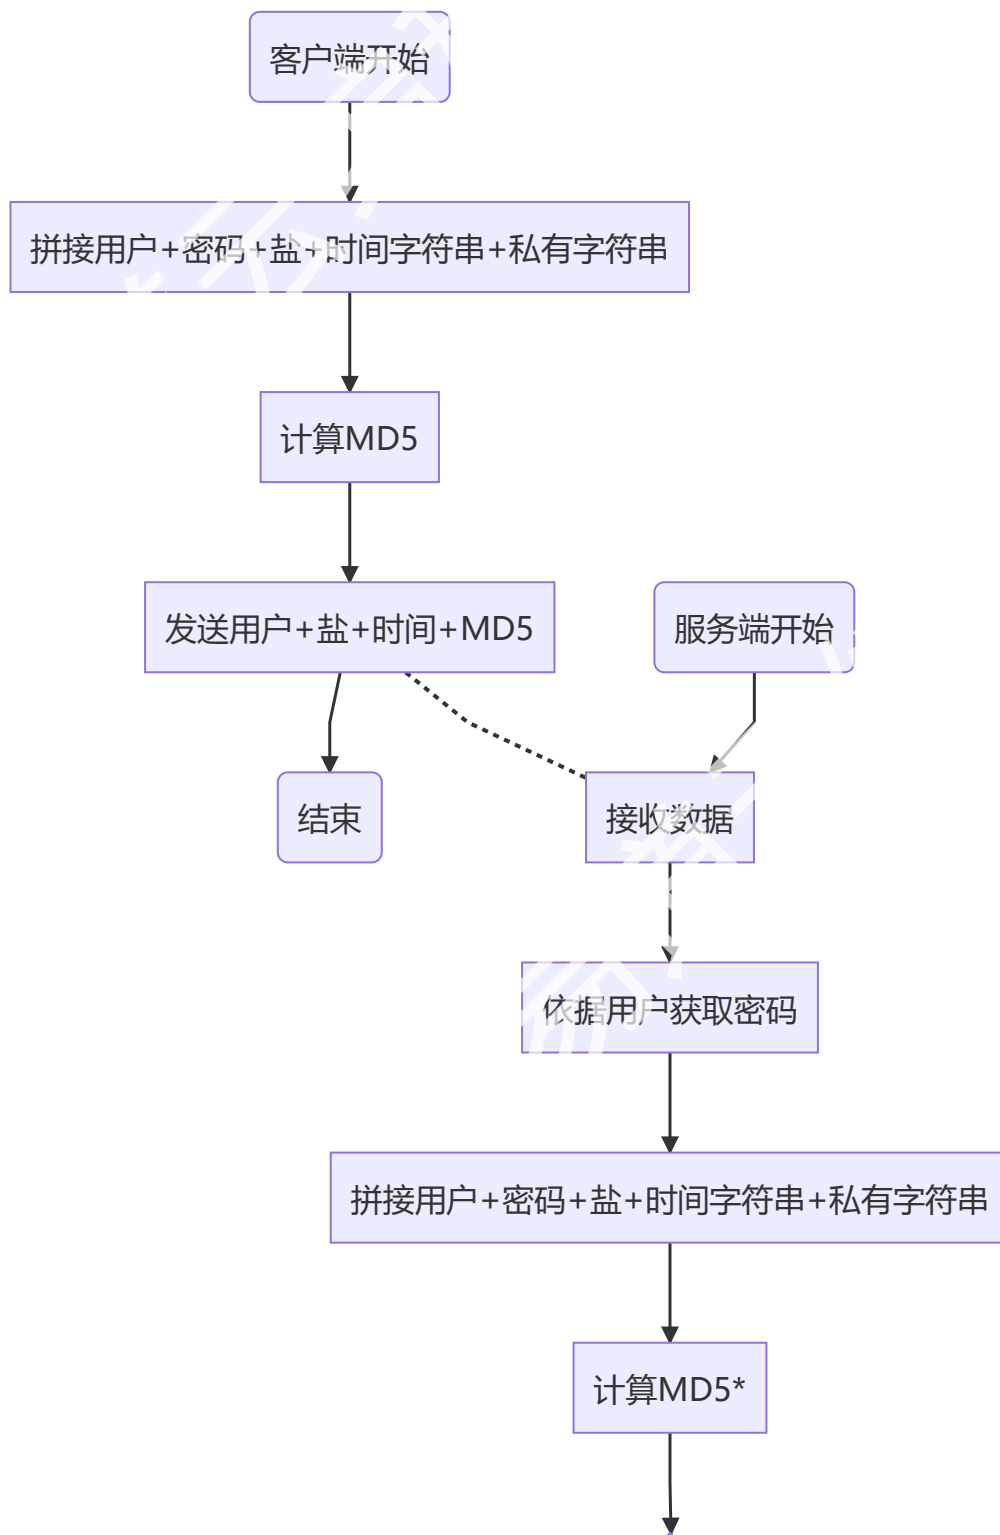 客户端开始
拼接用户+密码+盐+时间字符串+私有字符串
计算MD5
发送用户+盐+时间+MD5
服务端开始
结束
接收数据
依据用户获取密码
拼接用户+密码+盐+时间字符串+私有字符串
计算MD5*